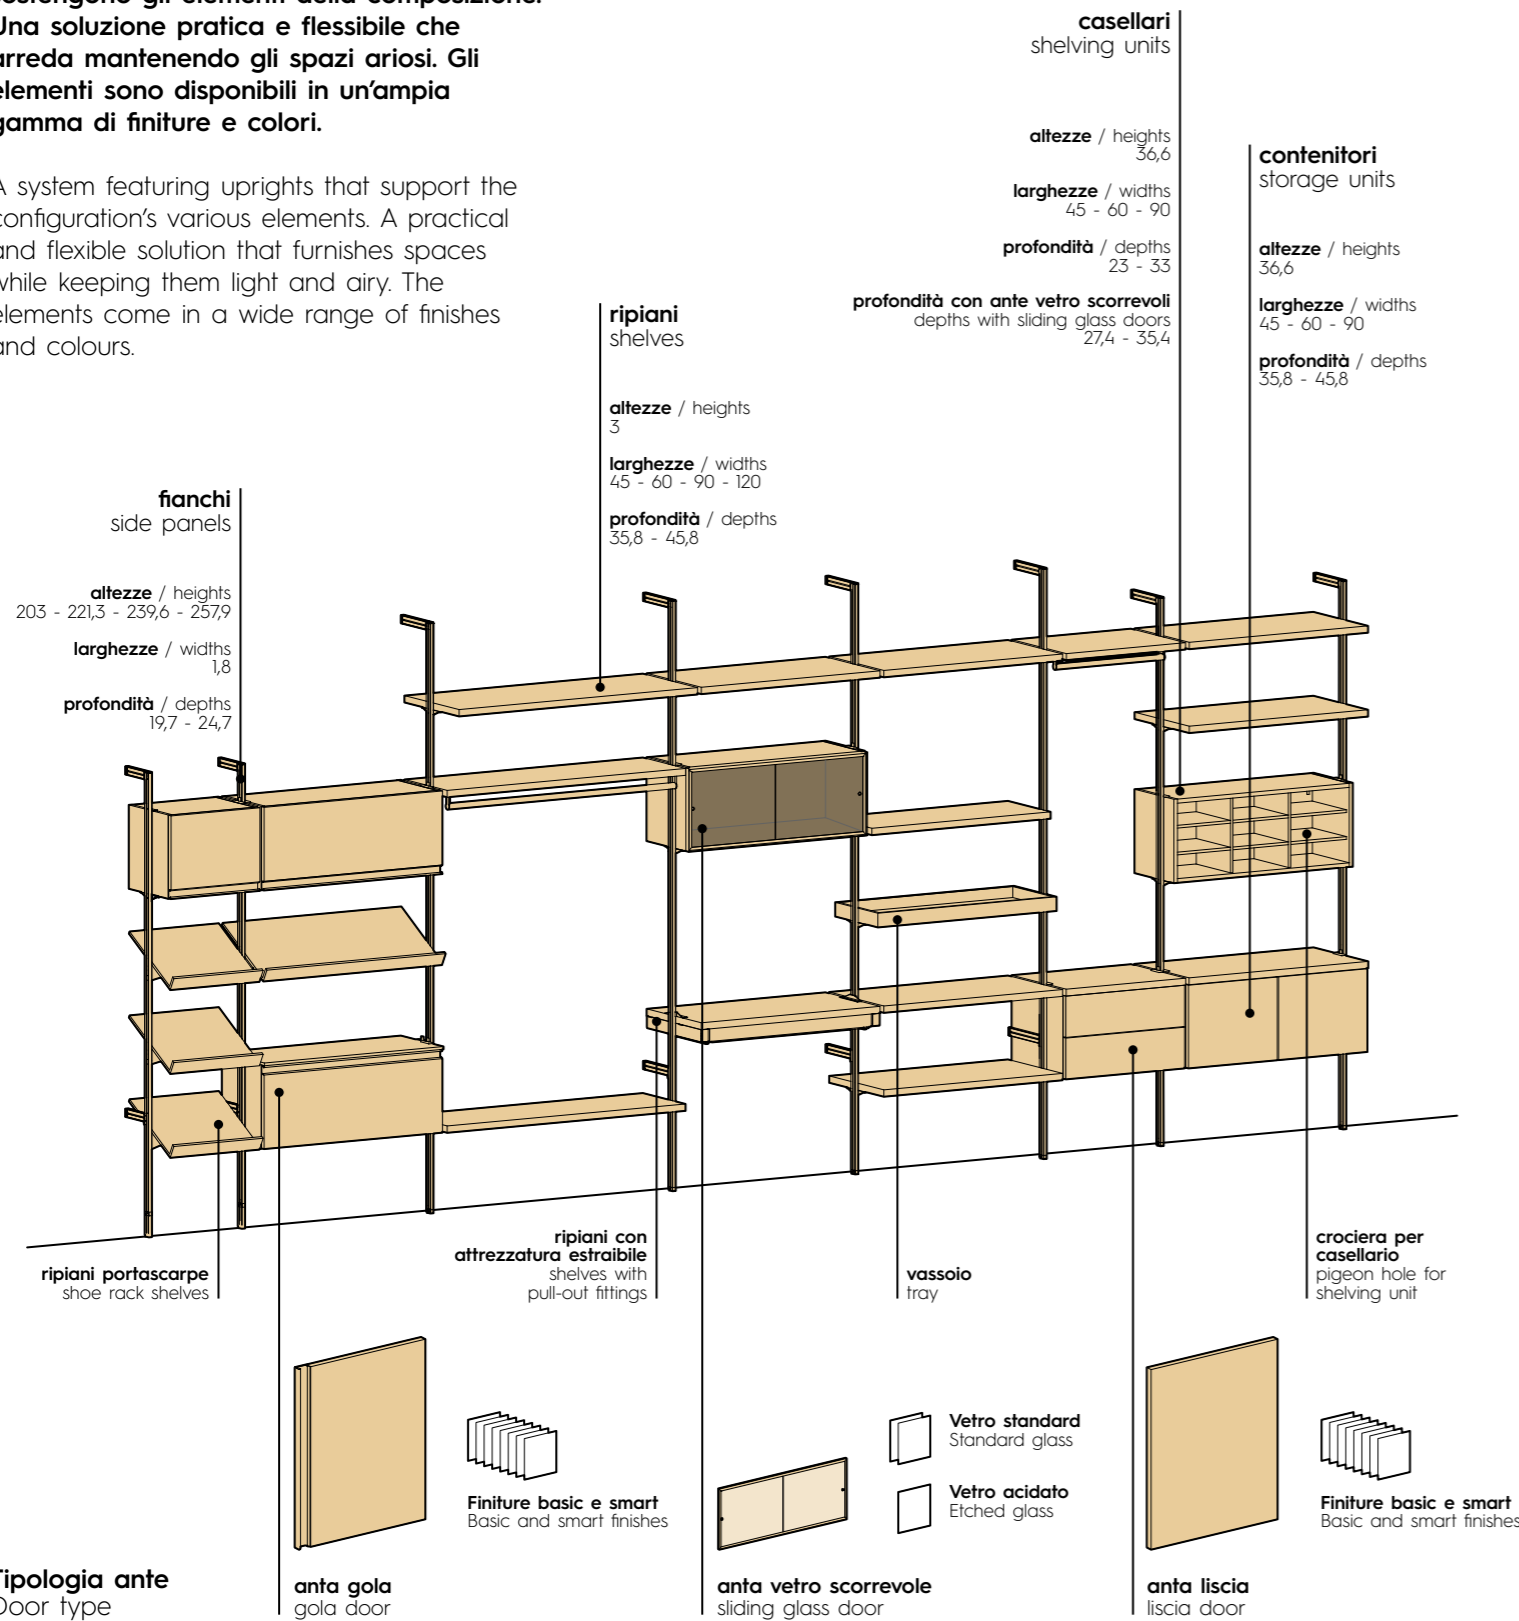 sostengono gli elementi della composizione.
Una soluzione pratica e flessibile che
arreda mantenendo gli spazi ariosi. Gli
elementi sono disponibili in un'ampia
gamma di finiture e colori.
A system featuring uprights that support the
configuration's various elements. A practical
and flexible solution that furnishes spaces
while keeping them light and airy. The
elements come in a wide range of finishes
and colours.
casellari
shelving units
altezze / heights
36,6
larghezze / widths
45 - 60 - 90
profondità / depths
23 - 33
profondità con ante vetro scorrevoli
depths with sliding glass doors
27,4 - 35,4
contenitori
storage units
altezze / heights
36,6
larghezze / widths
45 - 60 - 90
profondità / depths
35,8 - 45,8
ripiani
shelves
altezze / heights
3
larghezze / widths
45 - 60 - 90 - 120
profondità / depths
35,8 - 45,8
fianchi
side panels
altezze / heights
203 - 221,3 - 239,6 - 257,9
larghezze / widths
1,8
profondità / depths
19,7 - 24,7
ripiani portascarpe
shoe rack shelves
ripiani con
attrezzatura estraibile
shelves with
pull-out fittings
vassoio
tray
crociera per
casellario
pigeon hole for
shelving unit
Finiture basic e smart
Basic and smart finishes
Vetro standard
Standard glass
Vetro acidato
Etched glass
Finiture basic e smart
Basic and smart finishes
Tipologia ante
Door type
anta gola
gola door
anta vetro scorrevole
sliding glass door
anta liscia
liscia door